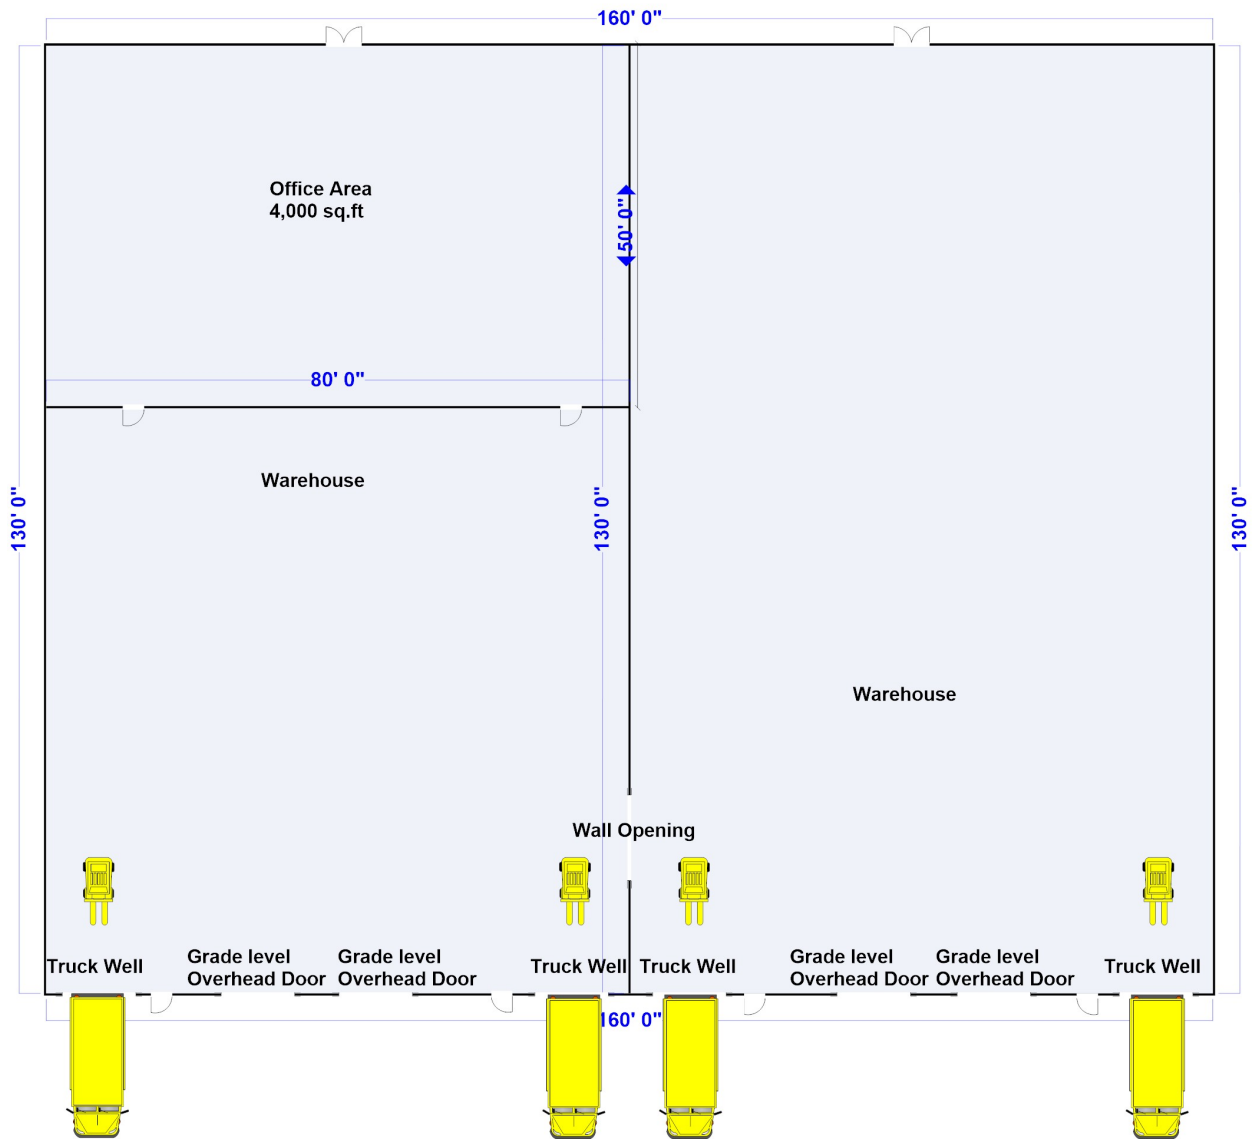 160' 0"
Office Area
4,000 sq.ft
50' 0"
80' 0"
Warehouse
130' 0"
130' 0"
130' 0"
Warehouse
Wall Opening
Truck Well
Grade level
Overhead Door
Grade level
Overhead Door
Truck Well
Truck Well
Grade level
Overhead Door
Grade level
Overhead Door
Truck Well
160' 0"